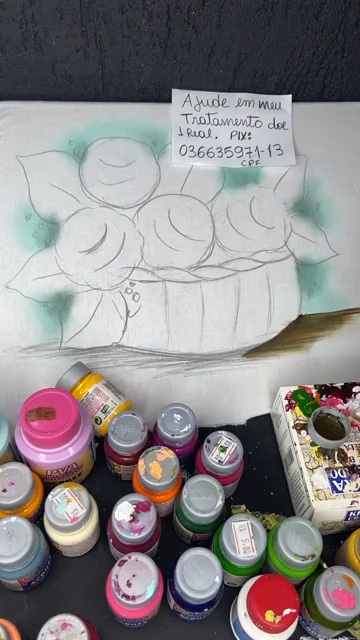 Ajude em meu
Tratamento doe
1 Real. PIX:
036635971-13
CPF